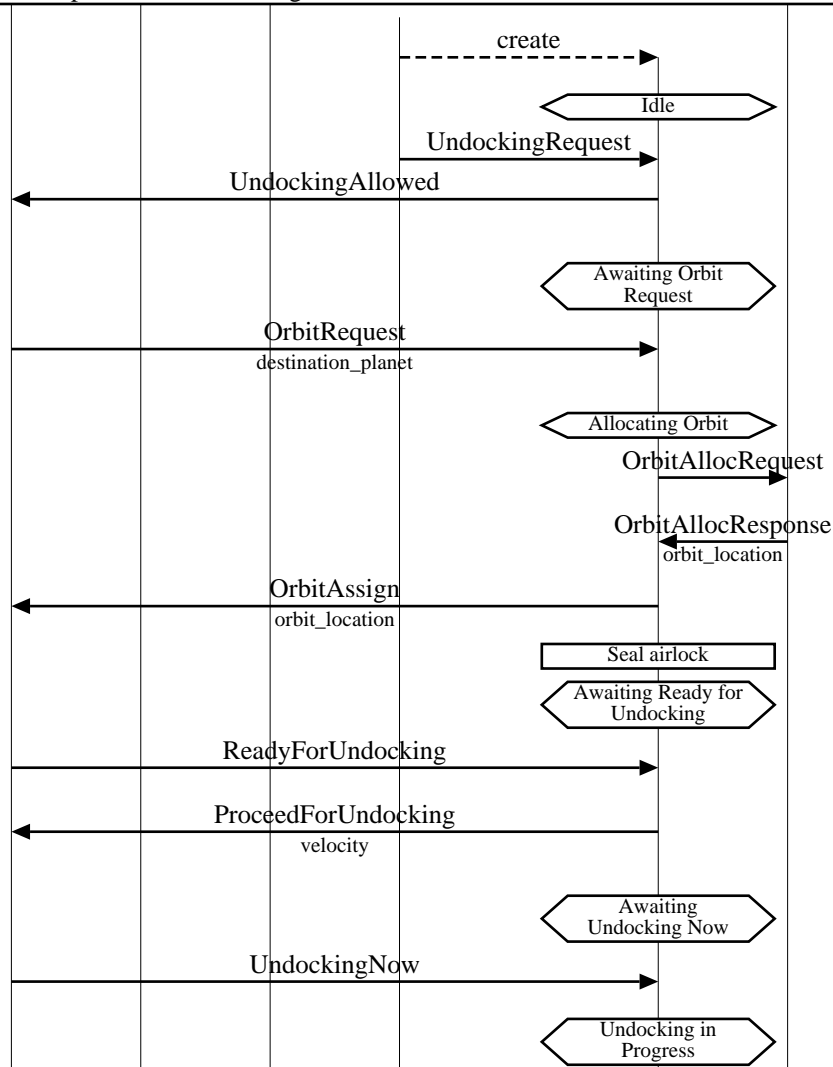 create
Idle
UndockingRequest
UndockingAllowed
Awaiting Orbit
Request
OrbitRequest
destination_planet
Allocating Orbit
OrbitAllocRequest
OrbitAllocResponse
orbit_location
OrbitAssign
orbit_location
Seal airlock
Awaiting Ready for
Undocking
ReadyForUndocking
ProceedForUndocking
velocity
Awaiting
Undocking Now
UndockingNow
Undocking in
Progress